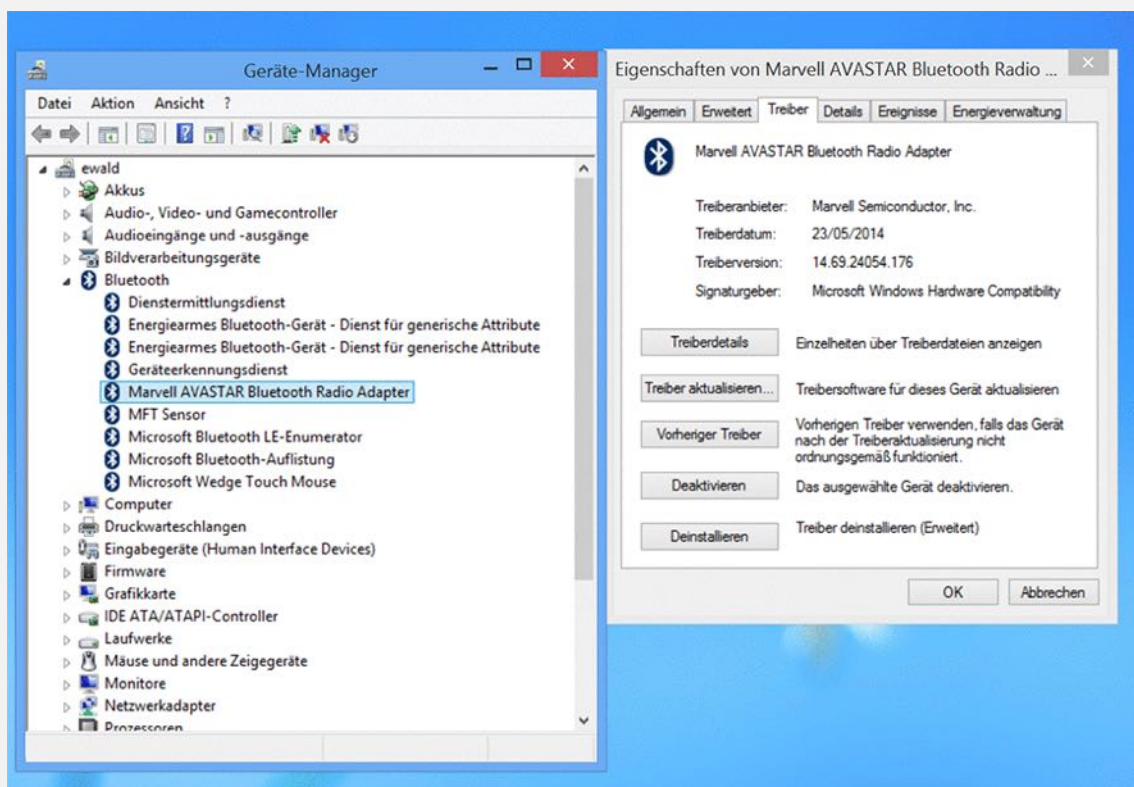 Geräte-Manager
Datei Aktion Ansicht ?
ewald
Akkus
Audio-, Video- und Gamecontroller
Audioeingänge und -ausgänge
Bildverarbeitungsgeräte
Bluetooth
Dienstermittlungsdienst
Energiearmes Bluetooth-Gerät - Dienst für generische Attribute
Energiearmes Bluetooth-Gerät - Dienst für generische Attribute
Geräteerkennungsdienst
Marvell AVASTAR Bluetooth Radio Adapter
MFT Sensor
Microsoft Bluetooth LE-Enumerator
Microsoft Bluetooth-Auflistung
Microsoft Wedge Touch Mouse
Computer
Druckwarteschlangen
Eingabegeräte (Human Interface Devices)
Firmware
Grafikkarte
IDE ATA/ATAPI-Controller
Laufwerke
Mäuse und andere Zeigegeräte
Monitore
Netzwerkadapter
Prozessoren
Eigenschaften von Marvell AVASTAR Bluetooth Radio ...
Allgemein Erweitert Treiber Details Ereignisse Energieverwaltung
Marvell AVASTAR Bluetooth Radio Adapter
Treiberanbieter: Marvell Semiconductor, Inc.
Treiberdatum: 23/05/2014
Treiberversion: 14.69.24054.176
Signaturgeber: Microsoft Windows Hardware Compatibility
Treiberdetails Einzelheiten über Treiberdateien anzeigen
Treiber aktualisieren... Treibersoftware für dieses Gerät aktualisieren
Vorheriger Treiber Vorherigen Treiber verwenden, falls das Gerät
nach der Treiberaktualisierung nicht
ordnungsgemäß funktioniert.
Deaktivieren Das ausgewählte Gerät deaktivieren.
Deinstallieren Treiber deinstallieren (Erweitert)
OK Abbrechen